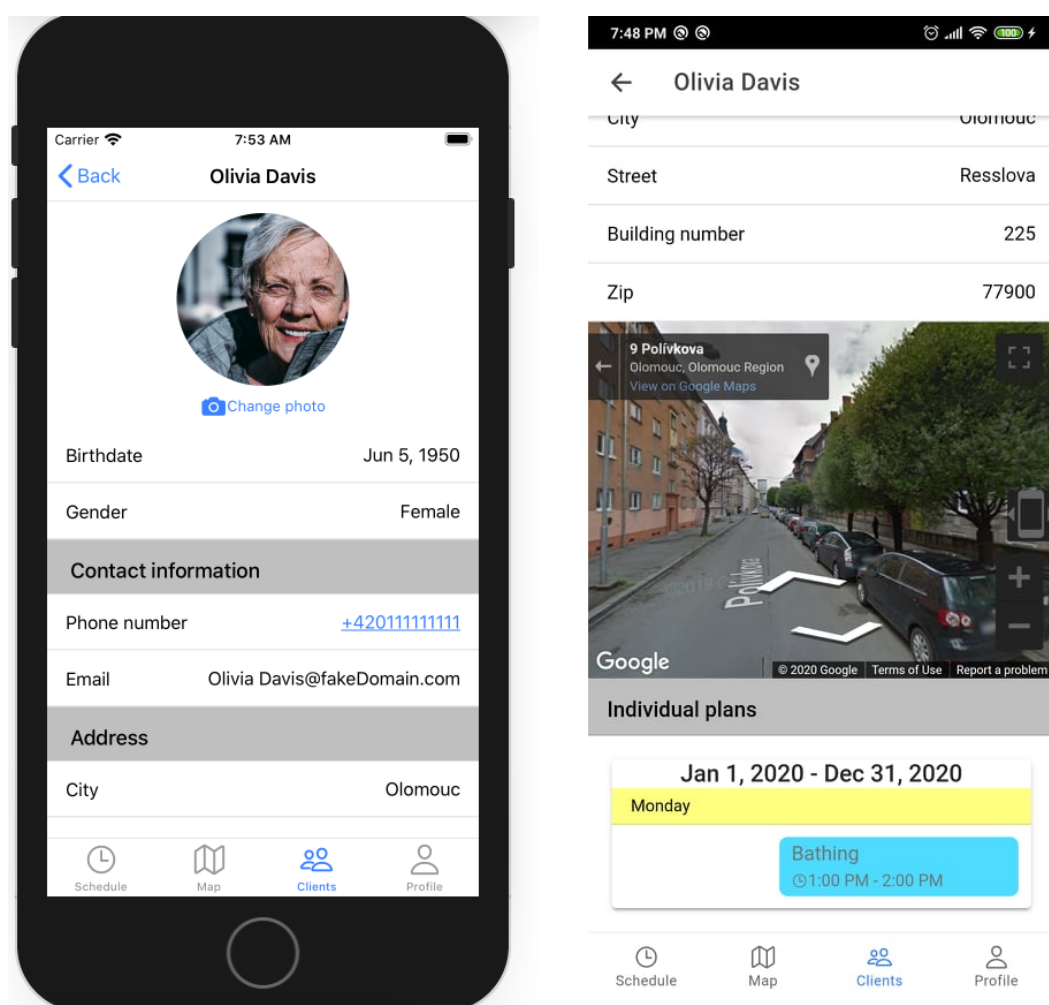 Carrier 7:53 AM
Back Olivia Davis
Change photo
Birthdate Jun 5, 1950
Gender Female
Contact information
Phone number +420111111111
Email Olivia Davis@fakeDomain.com
Address
City Olomouc
Schedule Map Clients Profile
7:48 PM 100
Olivia Davis
City Olomouc
Street Resslova
Building number 225
Zip 77900
9 Polívkova
Olomouc, Olomouc Region
View on Google Maps
Polívkova
Google © 2020 Google Terms of Use Report a problem
Individual plans
Jan 1, 2020 - Dec 31, 2020
Monday
Bathing
1:00 PM - 2:00 PM
Schedule Map Clients Profile